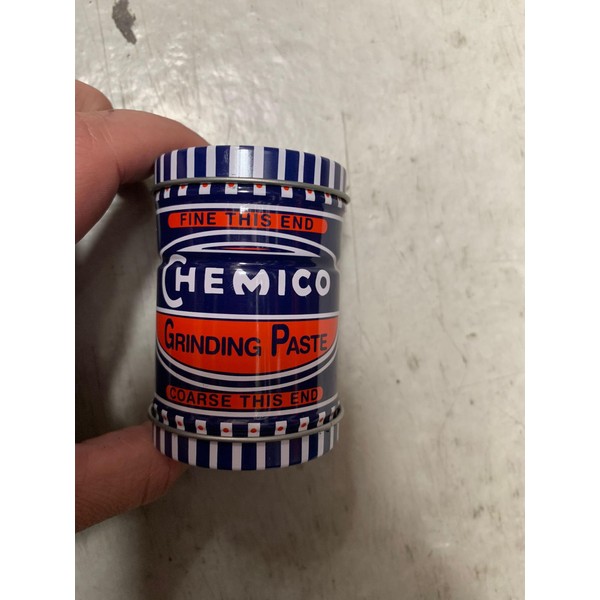 FINE THIS END
CHEMICO
GRINDING PASTE
COARSE THIS END